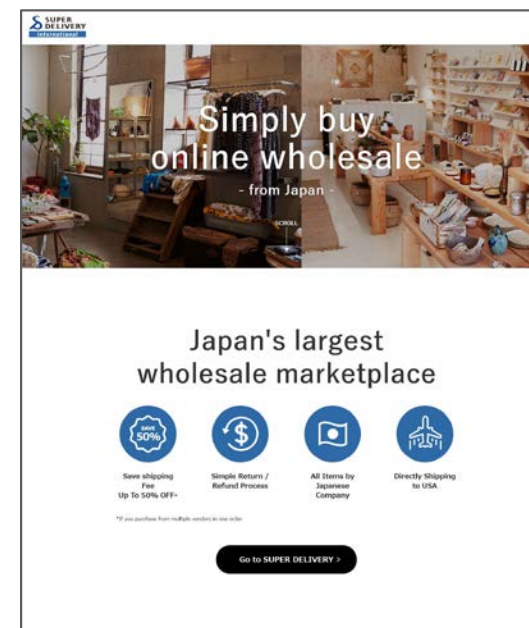 SUPER
DELIVERY
international
Simply buy
online wholesale
- from Japan -
SCROLL
Japan's largest
wholesale marketplace
SAVE
50%
Save shipping
Fee
Up To 50% OFF*
Simple Return /
Refund Process
All Items by
Japanese
Company
Directly Shipping
to USA
*If you purchase from multiple vendors in one order
Go to SUPER DELIVERY >